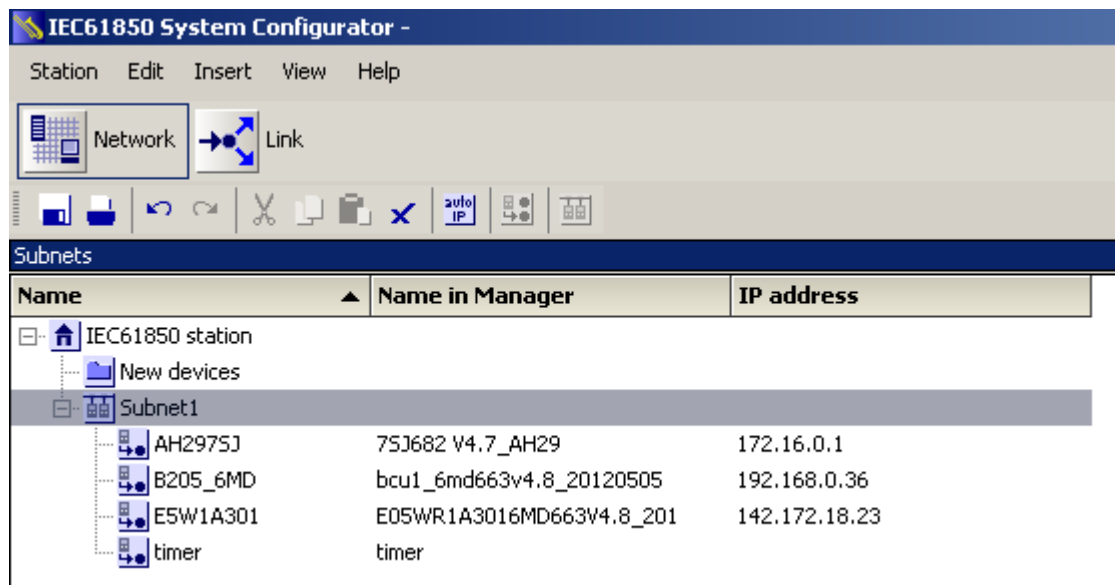 IEC61850 System Configurator -
Station Edit Insert View Help
Network Link
auto IP
Subnets
Name Name in Manager IP address
IEC61850 station
New devices
Subnet1
AH297SJ 7SJ682 V4.7_AH29 172.16.0.1
B205_6MD bcu1_6md663v4.8_20120505 192.168.0.36
E5W1A301 E05WR1A3016MD663V4.8_201 142.172.18.23
timer timer